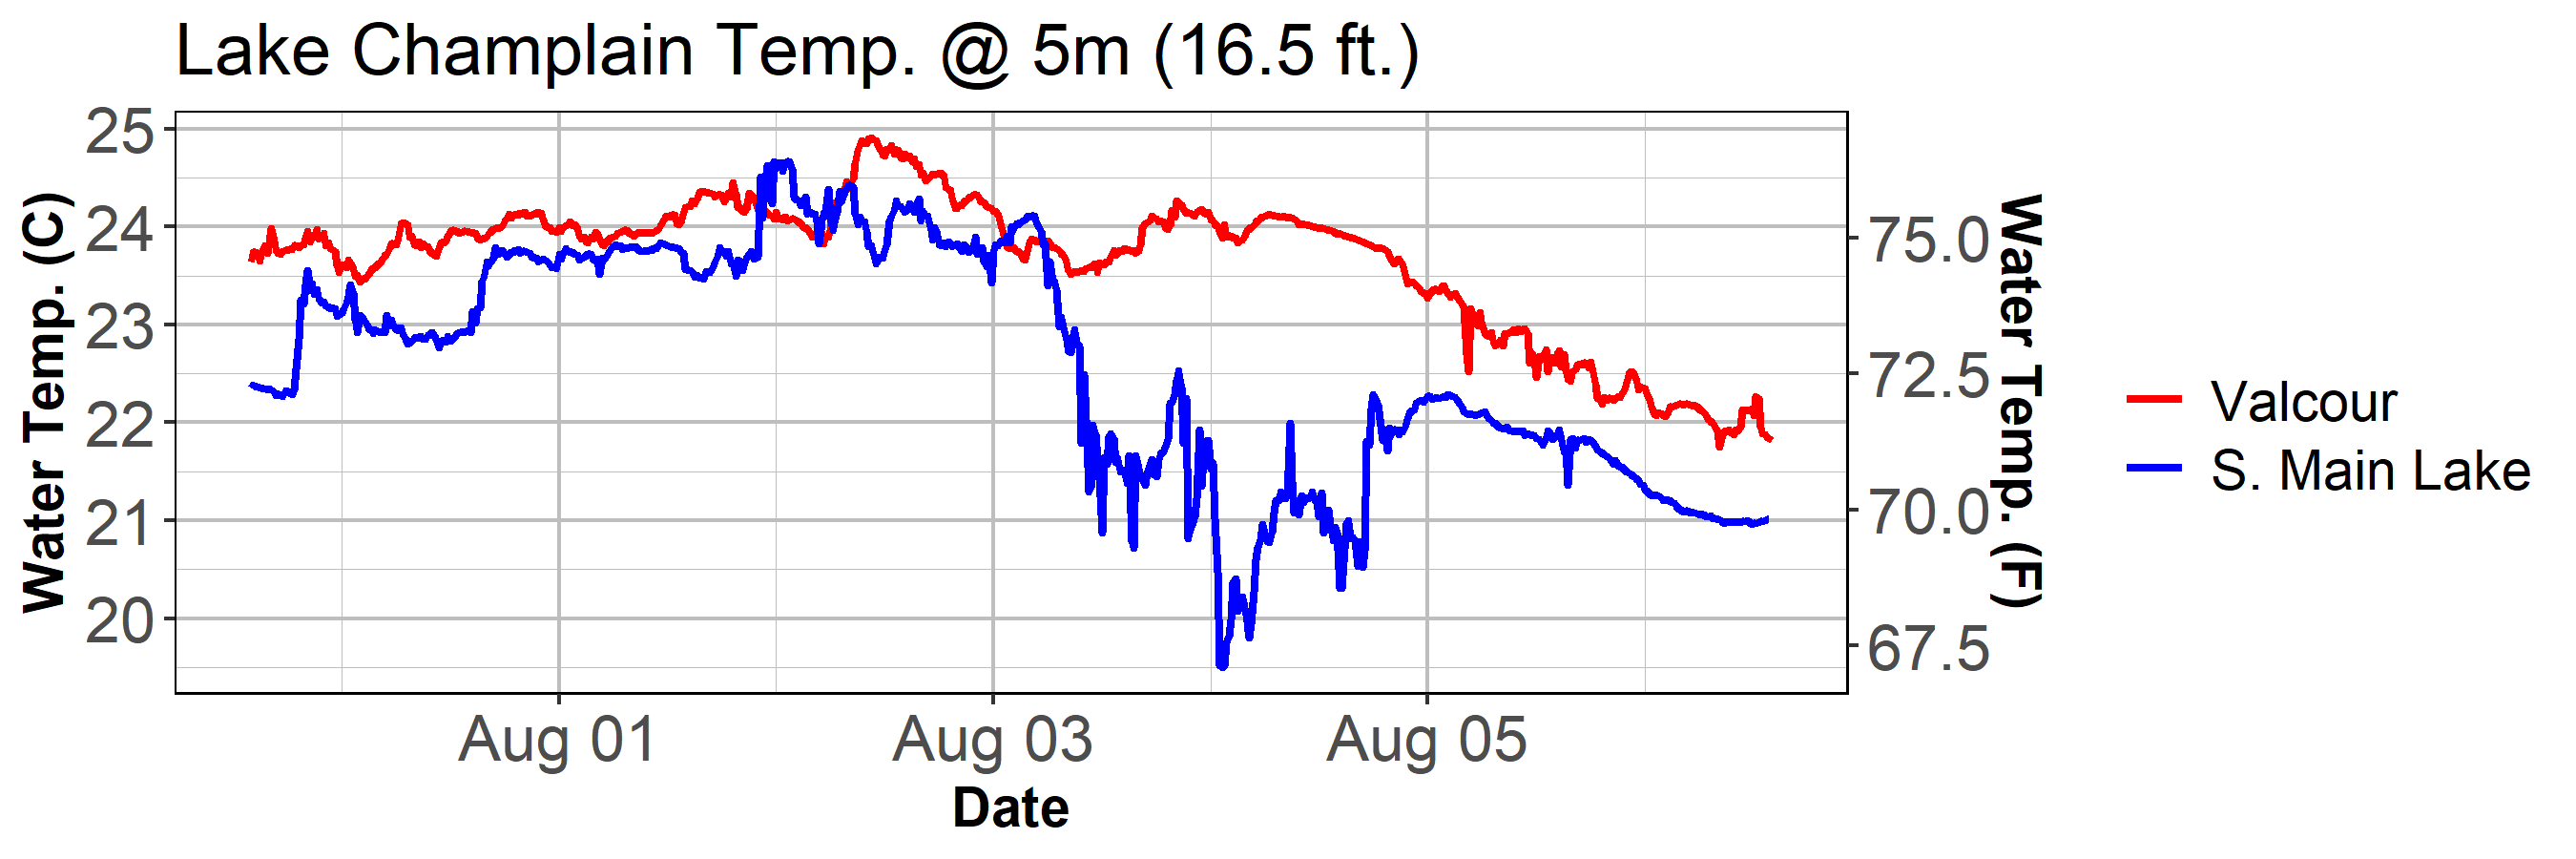 Lake Champlain Temp. @ 5m (16.5 ft.)
Water Temp. (C)
25
24
23
22
21
20
75.0
72.5
70.0
67.5
Water Temp. (F)
Aug 01
Aug 03
Aug 05
Date
Valcour
S. Main Lake